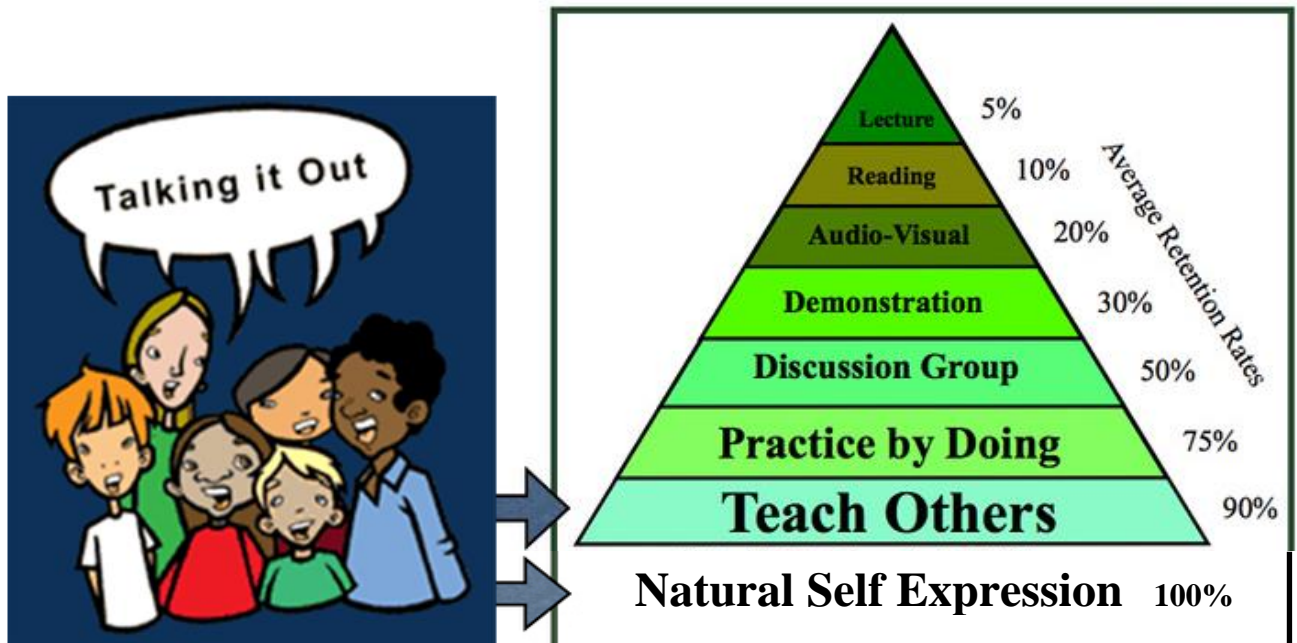 Talking it Out
Lecture 5%
Reading 10%
Audio-Visual 20%
Demonstration 30%
Discussion Group 50%
Practice by Doing 75%
Teach Others 90%
Average Retention Rates
Natural Self Expression 100%